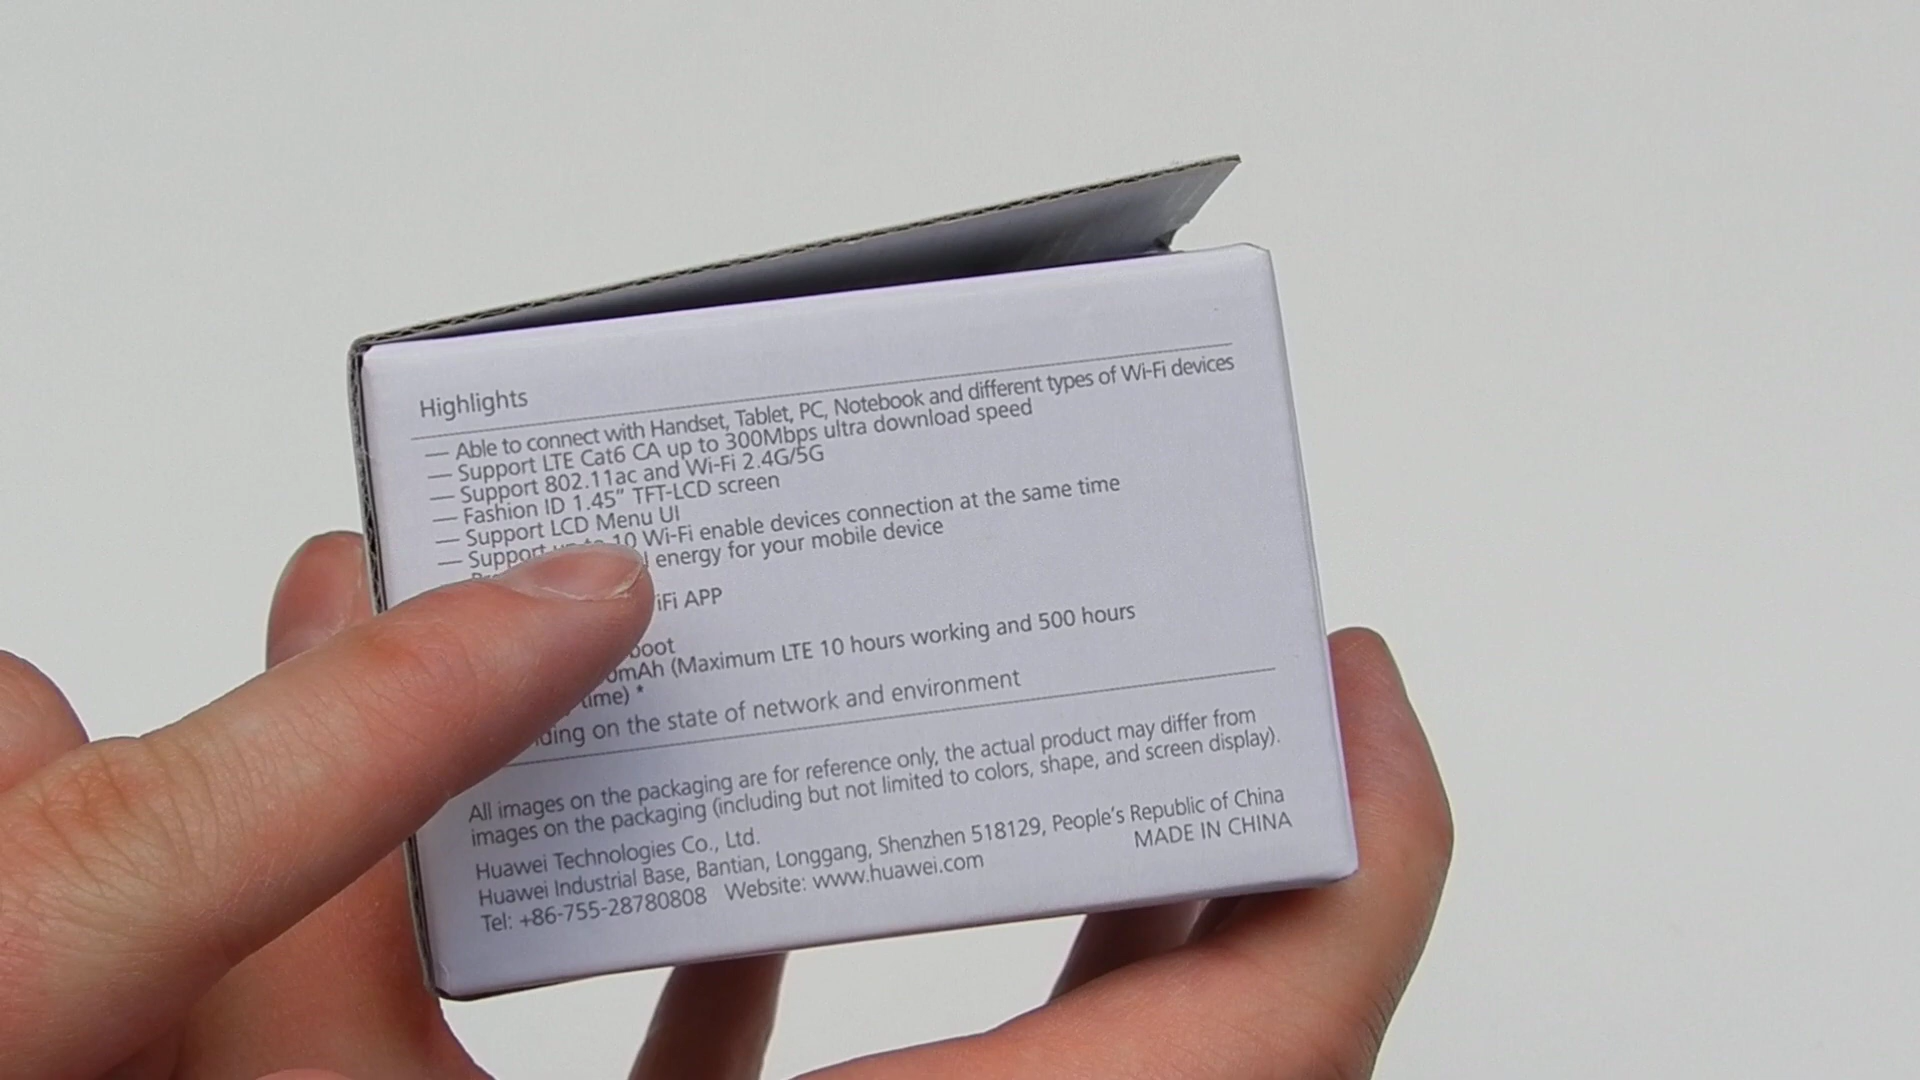 Highlights
— Able to connect with Handset, Tablet, PC, Notebook and different types of Wi-Fi devices
— Support LTE Cat6 CA up to 300Mbps ultra download speed
— Support 802.11ac and Wi-Fi 2.4G/5G
— Fashion ID 1.45" TFT-LCD screen
— Support LCD Menu UI
— Support up to 10 Wi-Fi enable devices connection at the same time
energy for your mobile device
APP
boot
(Maximum LTE 10 hours working and 500 hours
time) *
on the state of network and environment
All images on the packaging are for reference only, the actual product may differ from
images on the packaging (including but not limited to colors, shape, and screen display).
Huawei Technologies Co., Ltd.
Huawei Industrial Base, Bantian, Longgang, Shenzhen 518129, People's Republic of China
Tel: +86-755-28780808 Website: www.huawei.com
MADE IN CHINA